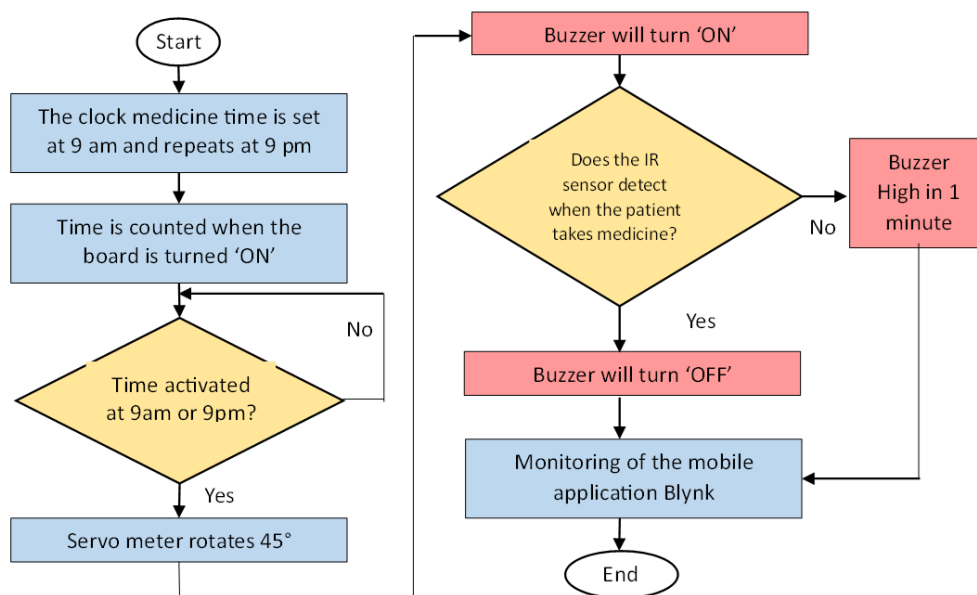 Start
The clock medicine time is set
at 9 am and repeats at 9 pm
Time is counted when the
board is turned ‘ON’
No
Time activated
at 9am or 9pm?
Yes
Servo meter rotates 45°
Buzzer will turn ‘ON’
Does the IR
sensor detect
when the patient
takes medicine?
No
Buzzer
High in 1
minute
Yes
Buzzer will turn ‘OFF’
Monitoring of the mobile
application Blynk
End